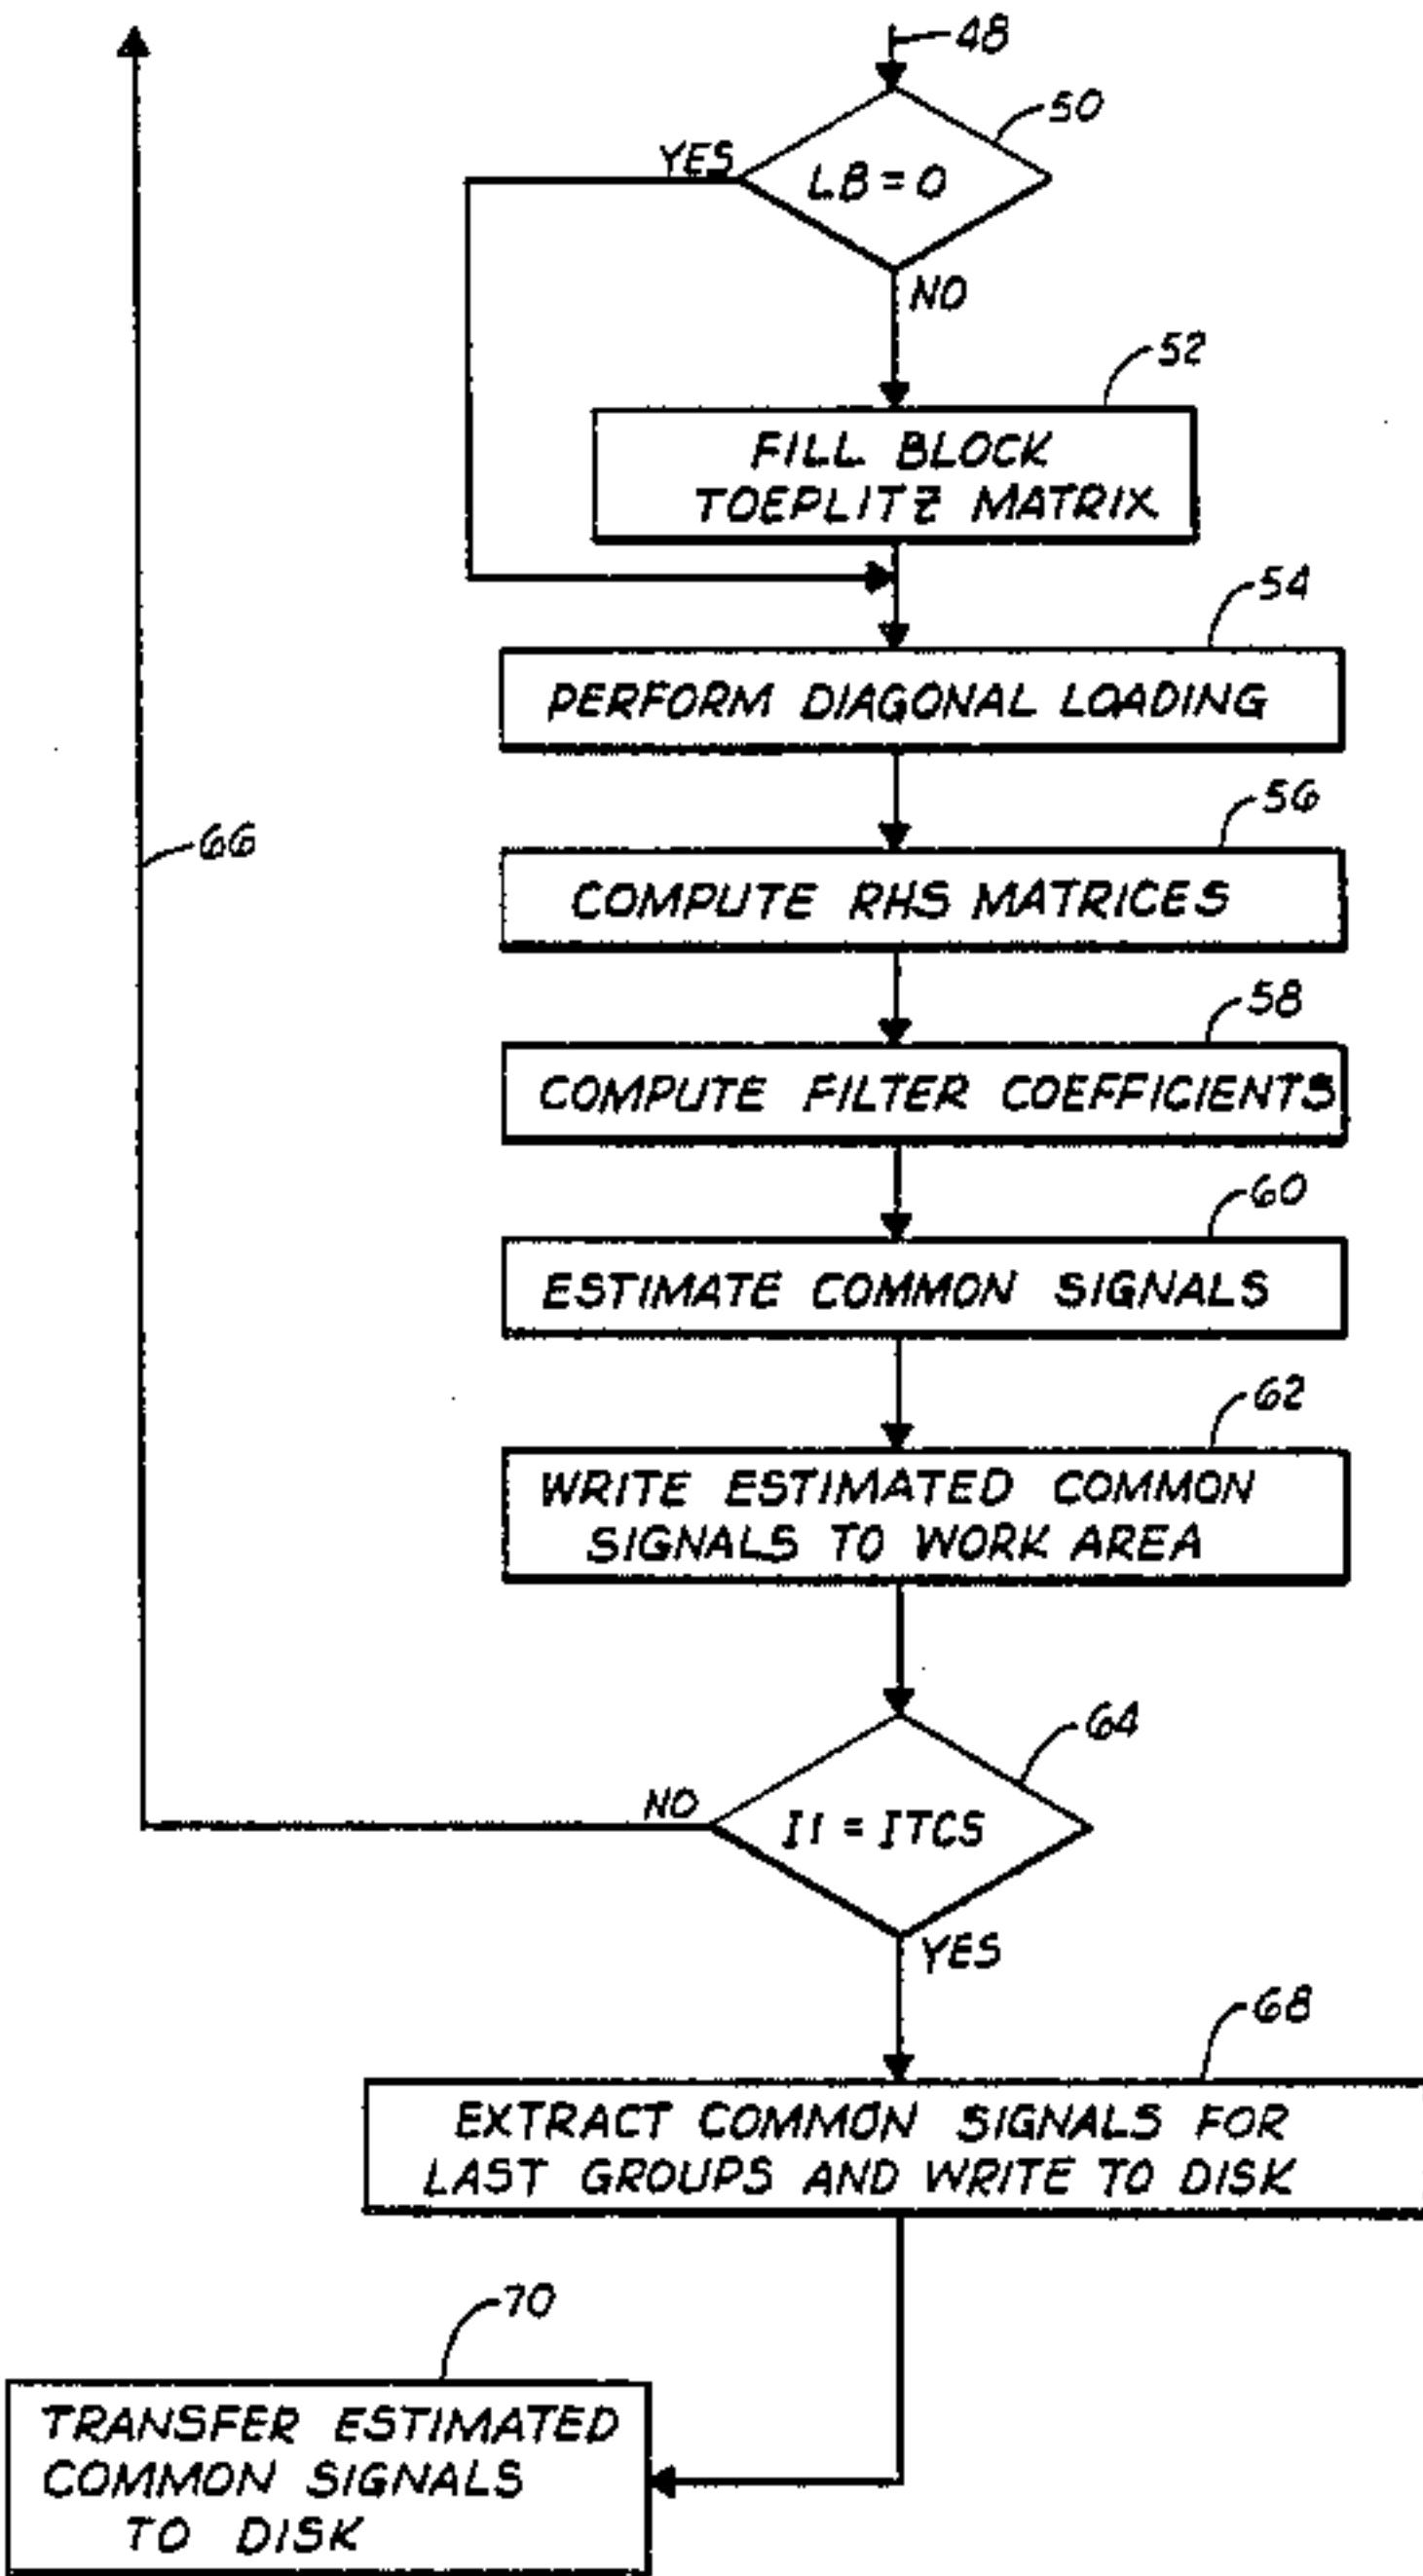 48
50
YES
LB = 0
NO
52
FILL BLOCK
TOEPLITZ MATRIX
54
PERFORM DIAGONAL LOADING
56
66
COMPUTE RHS MATRICES
58
COMPUTE FILTER COEFFICIENTS
60
ESTIMATE COMMON SIGNALS
62
WRITE ESTIMATED COMMON
SIGNALS TO WORK AREA
64
NO
I1 = ITCS
YES
68
EXTRACT COMMON SIGNALS FOR
LAST GROUPS AND WRITE TO DISK
70
TRANSFER ESTIMATED
COMMON SIGNALS
TO DISK